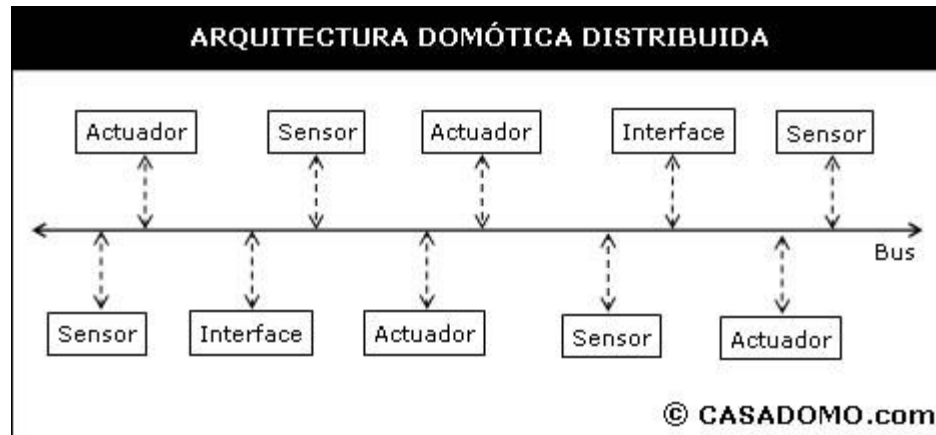 ARQUITECTURA DOMÓTICA DISTRIBUIDA
Actuador
Sensor
Actuador
Interface
Sensor
Bus
Sensor
Interface
Actuador
Sensor
Actuador
© CASADOMO.com